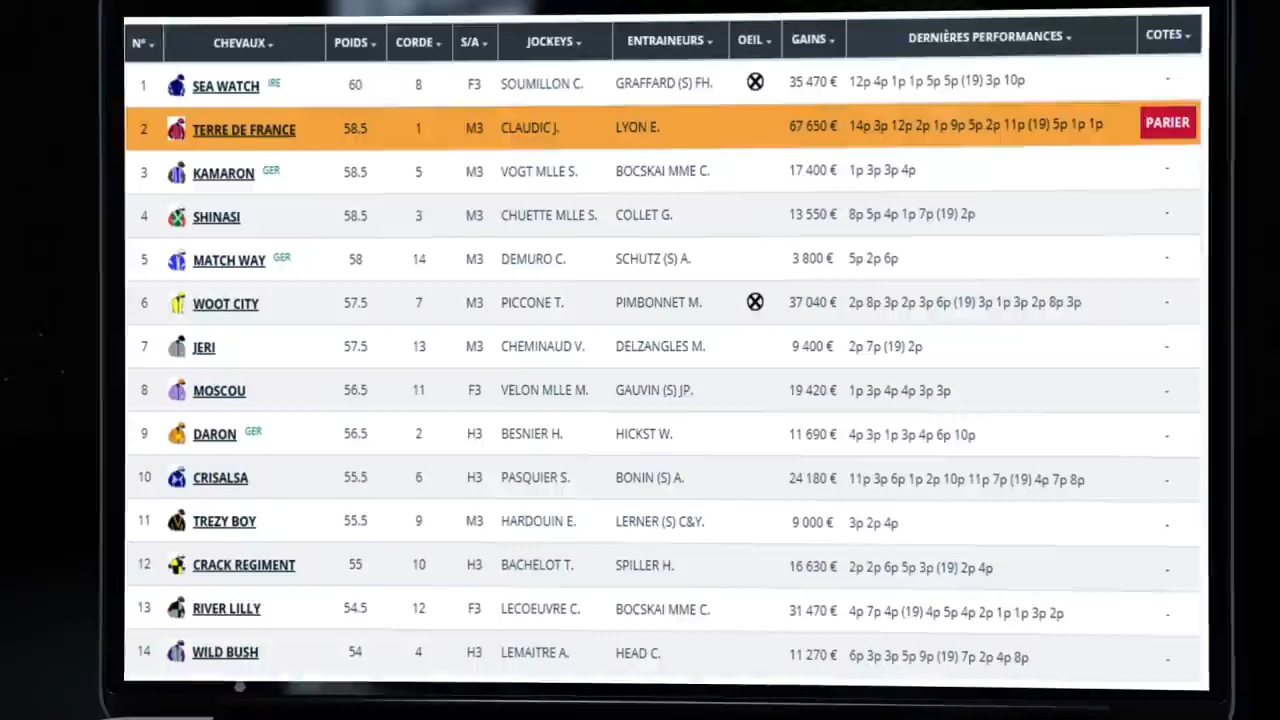 N° CHEVAUX POIDS CORDE S/A JOCKEYS ENTRAINEURS OEIL GAINS DERNIÈRES PERFORMANCES COTES
1 SEA WATCH IRE 60 8 F3 SOUMILLON C. GRAFFARD (S) FH. 35 470 € 12p 4p 1p 1p 5p 5p (19) 3p 10p -
2 TERRE DE FRANCE 58.5 1 M3 CLAUDIC J. LYON E. 67 650 € 14p 3p 12p 2p 1p 9p 5p 2p 11p (19) 5p 1p 1p PARIER
3 KAMARON GER 58.5 5 M3 VOGT MLLE S. BOCSKAI MME C. 17 400 € 1p 3p 3p 4p -
4 SHINASI 58.5 3 M3 CHUETTE MLLE S. COLLET G. 13 550 € 8p 5p 4p 1p 7p (19) 2p -
5 MATCH WAY GER 58 14 M3 DEMURO C. SCHUTZ (S) A. 3 800 € 5p 2p 6p -
6 WOOT CITY 57.5 7 M3 PICCONE T. PIMBONNET M. 37 040 € 2p 8p 3p 2p 3p 6p (19) 3p 1p 3p 2p 8p 3p -
7 JERI 57.5 13 M3 CHEMINAUD V. DELZANGLES M. 9 400 € 2p 7p (19) 2p -
8 MOSCOU 56.5 11 F3 VELON MLLE M. GAUVIN (S) JP. 19 420 € 1p 3p 4p 4p 3p 3p -
9 DARON GER 56.5 2 H3 BESNIER H. HICKST W. 11 690 € 4p 3p 1p 3p 4p 6p 10p -
10 CRISALSA 55.5 6 H3 PASQUIER S. BONIN (S) A. 24 180 € 11p 3p 6p 1p 2p 10p 11p 7p (19) 4p 7p 8p -
11 TREZY BOY 55.5 9 M3 HARDOUIN E. LERNER (S) C&Y. 9 000 € 3p 2p 4p -
12 CRACK REGIMENT 55 10 H3 BACHELOT T. SPILLER H. 16 630 € 2p 2p 6p 5p 3p (19) 2p 4p -
13 RIVER LILLY 54.5 12 F3 LECOEUVRE C. BOCSKAI MME C. 31 470 € 4p 7p 4p (19) 4p 5p 4p 2p 1p 1p 3p 2p -
14 WILD BUSH 54 4 H3 LEMAITRE A. HEAD C. 11 270 € 6p 3p 3p 5p 9p (19) 7p 2p 4p 8p -